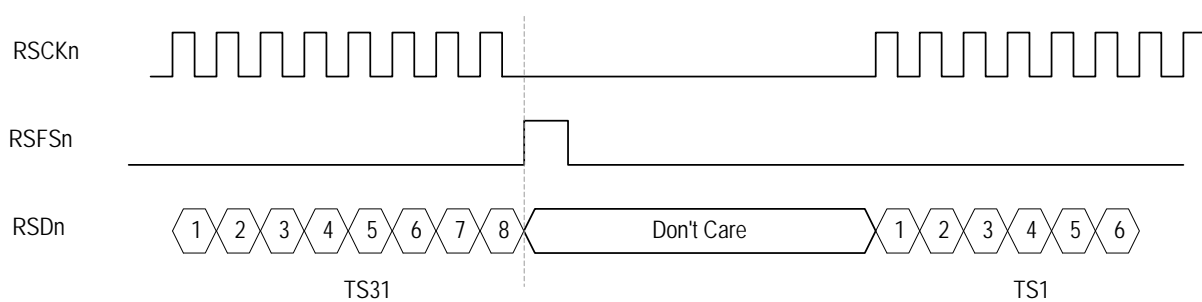 RSCKn
RSFSn
RSDn 1 2 3 4 5 6 7 8 Don't Care 1 2 3 4 5 6
TS31 TS1